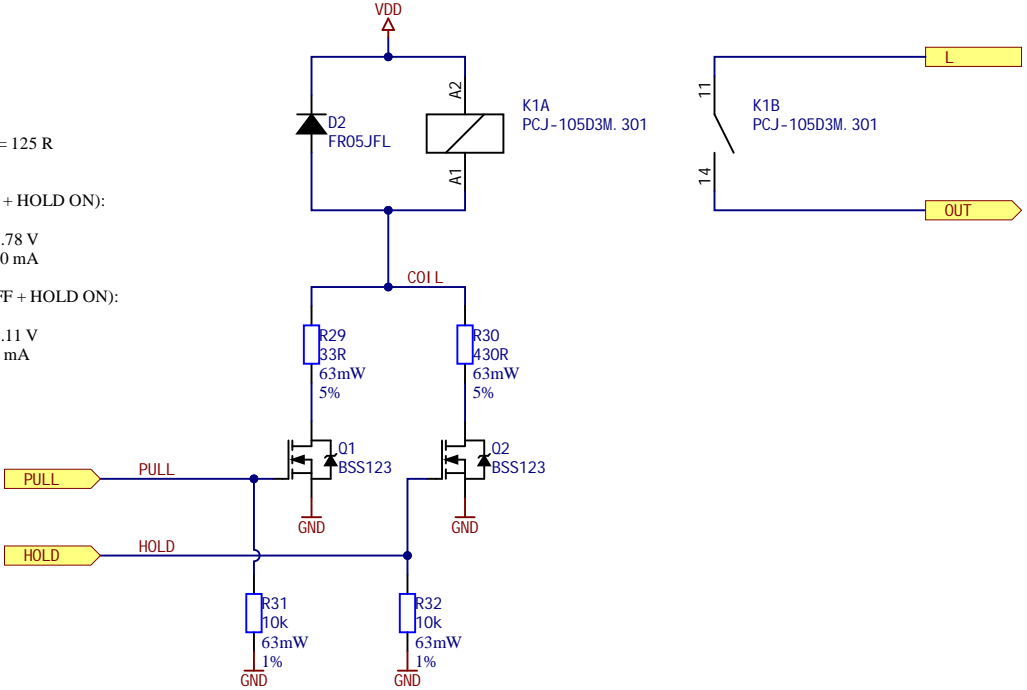 VDD
= 125 R
+ HOLD ON):
.78 V
0 mA
FF + HOLD ON):
.11 V
mA
D2
FR05JFL
A2
A1
K1A
PCJ-105D3M.301
11
14
K1B
PCJ-105D3M.301
L
OUT
COIL
R29
33R
63mW
5%
R30
430R
63mW
5%
Q1
BSS123
Q2
BSS123
PULL
PULL
GND
GND
HOLD
HOLD
R31
10k
63mW
1%
R32
10k
63mW
1%
GND
GND